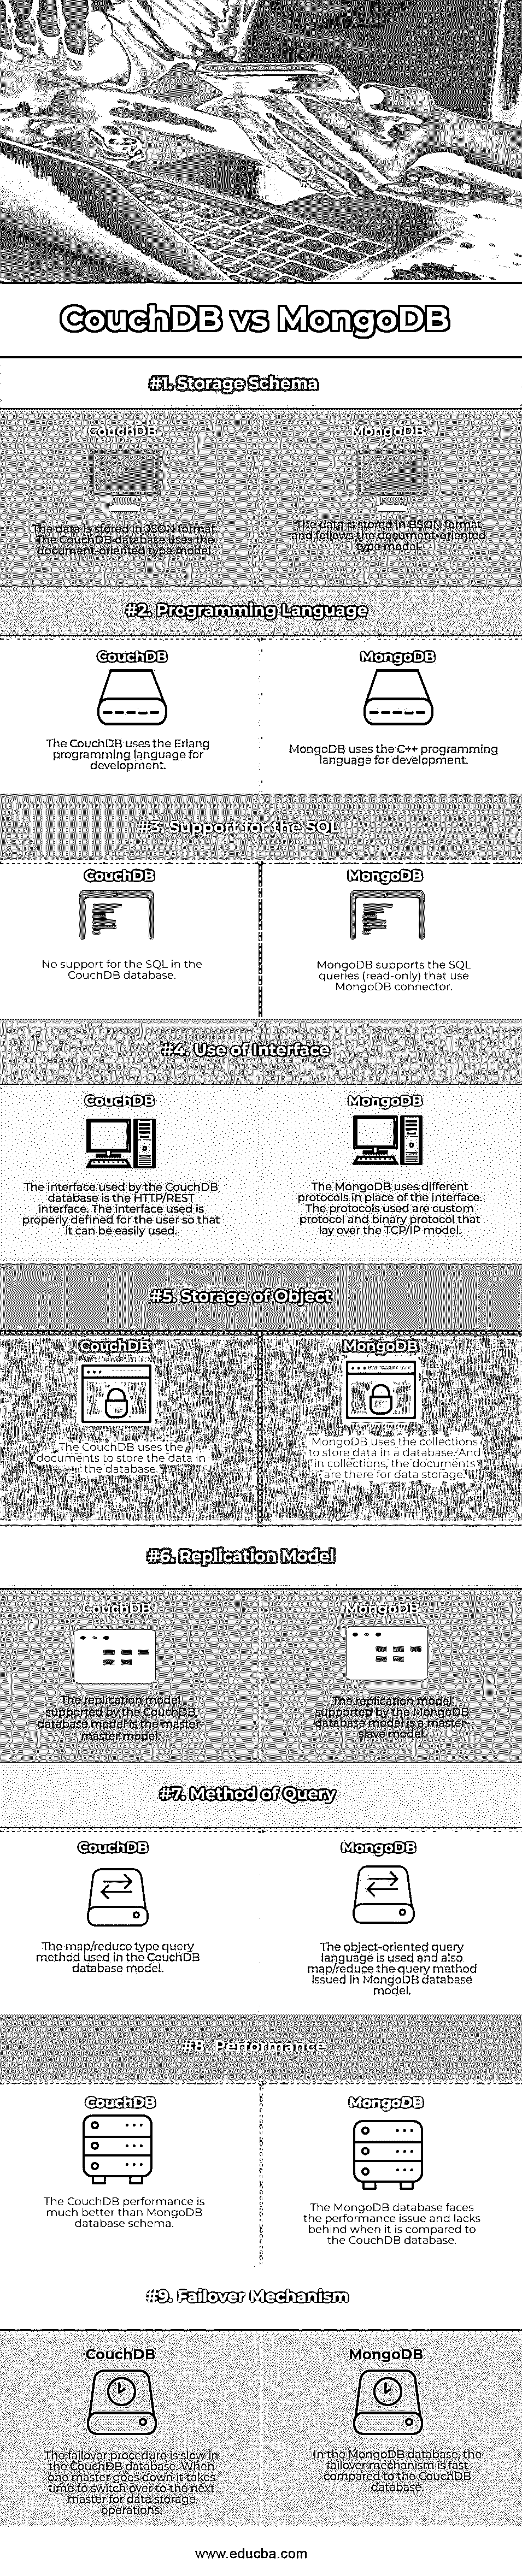 CouchDB vs MongoDB
#1. Storage Schema
CouchDB
The data is stored in JSON format.
The CouchDB database uses the
document-oriented type model.
MongoDB
The data is stored in BSON format
and follows the document-oriented
type model.
#2. Programming Language
CouchDB
The CouchDB uses the Erlang
programming language for
development.
MongoDB
MongoDB uses the C++ programming
language for development.
#3. Support for the SQL
CouchDB
No support for the SQL in the
CouchDB database.
MongoDB
MongoDB supports the SQL
queries (read-only) that use
MongoDB connector.
#4. Use of Interface
CouchDB
The interface used by the CouchDB
database is the HTTP/REST
interface. The interface used is
properly defined for the user so that
it can be easily used.
MongoDB
The MongoDB uses different
protocols in place of the interface.
The protocols used are custom
protocol and binary protocol that
lay over the TCP/IP model.
#5. Storage of Object
CouchDB
The CouchDB uses the
documents to store the data in
the database.
MongoDB
MongoDB uses the collections
to store data in a database. And
in collections, the documents
are there for data storage.
#6. Replication Model
CouchDB
The replication model
supported by the CouchDB
database model is the master-
master model.
MongoDB
The replication model
supported by the MongoDB
database model is a master-
slave model.
#7. Method of Query
CouchDB
The map/reduce type query
method used in the CouchDB
database model.
MongoDB
The object-oriented query
language is used and also
map/reduce the query method
issued in MongoDB database
model.
#8. Performance
CouchDB
The CouchDB performance is
much better than MongoDB
database schema.
MongoDB
The MongoDB database faces
the performance issue and lacks
behind when it is compared to
the CouchDB database.
#9. Failover Mechanism
CouchDB
The failover procedure is slow in
the CouchDB database. When
one master goes down it takes
time to switch over to the next
master for data storage
operations.
MongoDB
In the MongoDB database, the
failover mechanism is fast
compared to the CouchDB
database.
www.educba.com